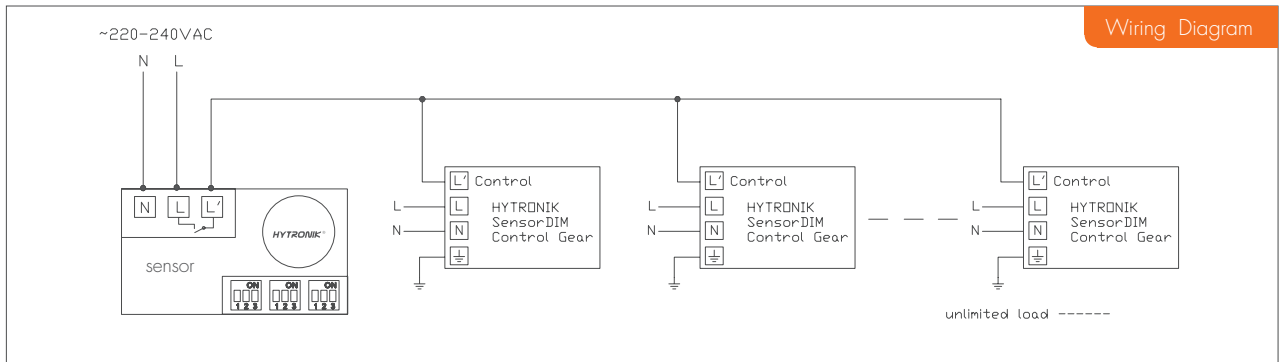 Wiring Diagram
~220-240VAC
N L
N L L'
HYTRONIK®
sensor
ON
1 2 3
ON
1 2 3
ON
1 2 3
L' Control
L L HYTRONIK
SensorDIM
N N Control Gear
L' Control
L L HYTRONIK
SensorDIM
N N Control Gear
L' Control
L L HYTRONIK
SensorDIM
N N Control Gear
unlimited load ------